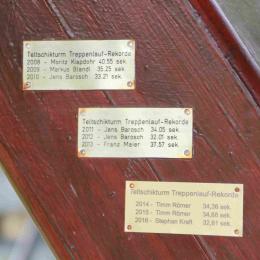 Teltschikturm Treppenlauf-Rekorde
2008 - Moritz Klapdohr 40.55 sek.
2009 - Markus Blandl 35.25 sek.
2010 - Jens Barosch 33.21 sek.
Teltschikturm Treppenlauf-Rekorde
2011 - Jens Barosch 34.05 sek.
2012 - Jens Barosch 32.01 sek.
2013 - Franz Maier 37,57 sek.
Teltschikturm Treppenlauf-Rekorde
2014 - Timm Römer 34,36 sek.
2015 - Timm Römer 34,66 sek.
2016 - Stephan Kraft 32,61 sek.